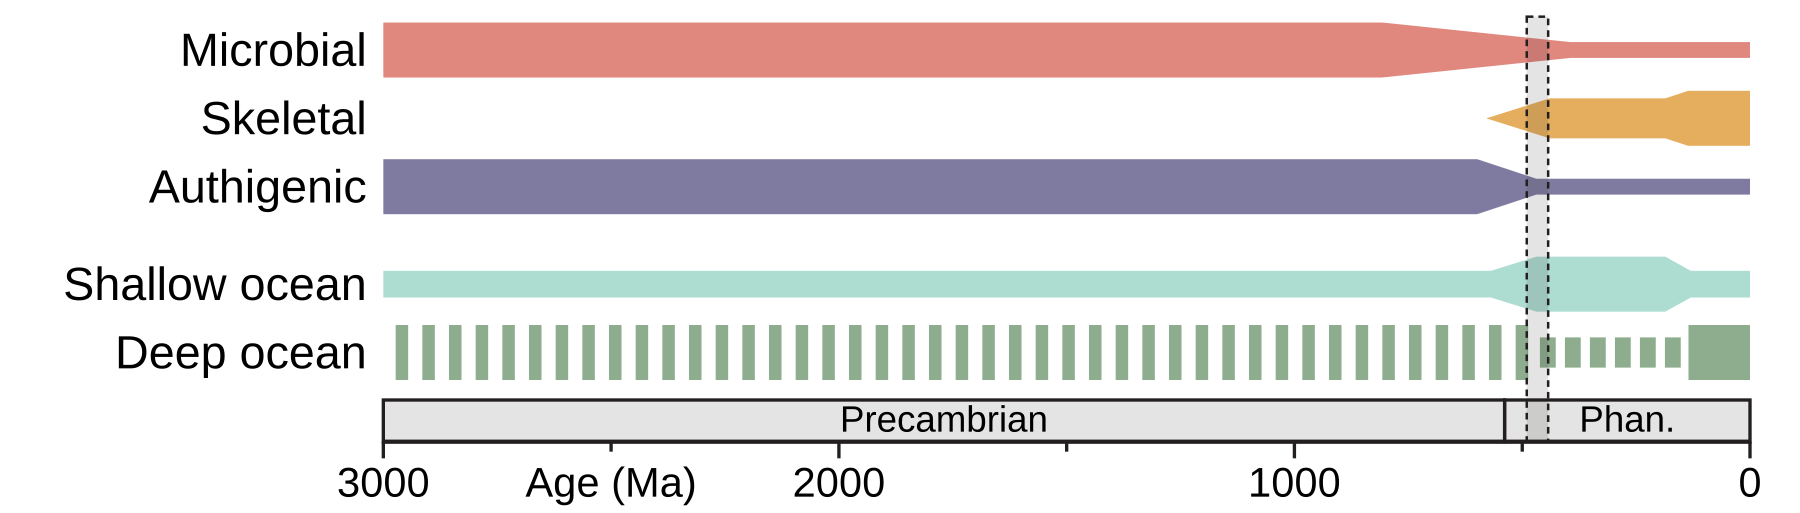 Microbial
Skeletal
Authigenic
Shallow ocean
Deep ocean
Precambrian Phan.
3000 Age (Ma) 2000 1000 0